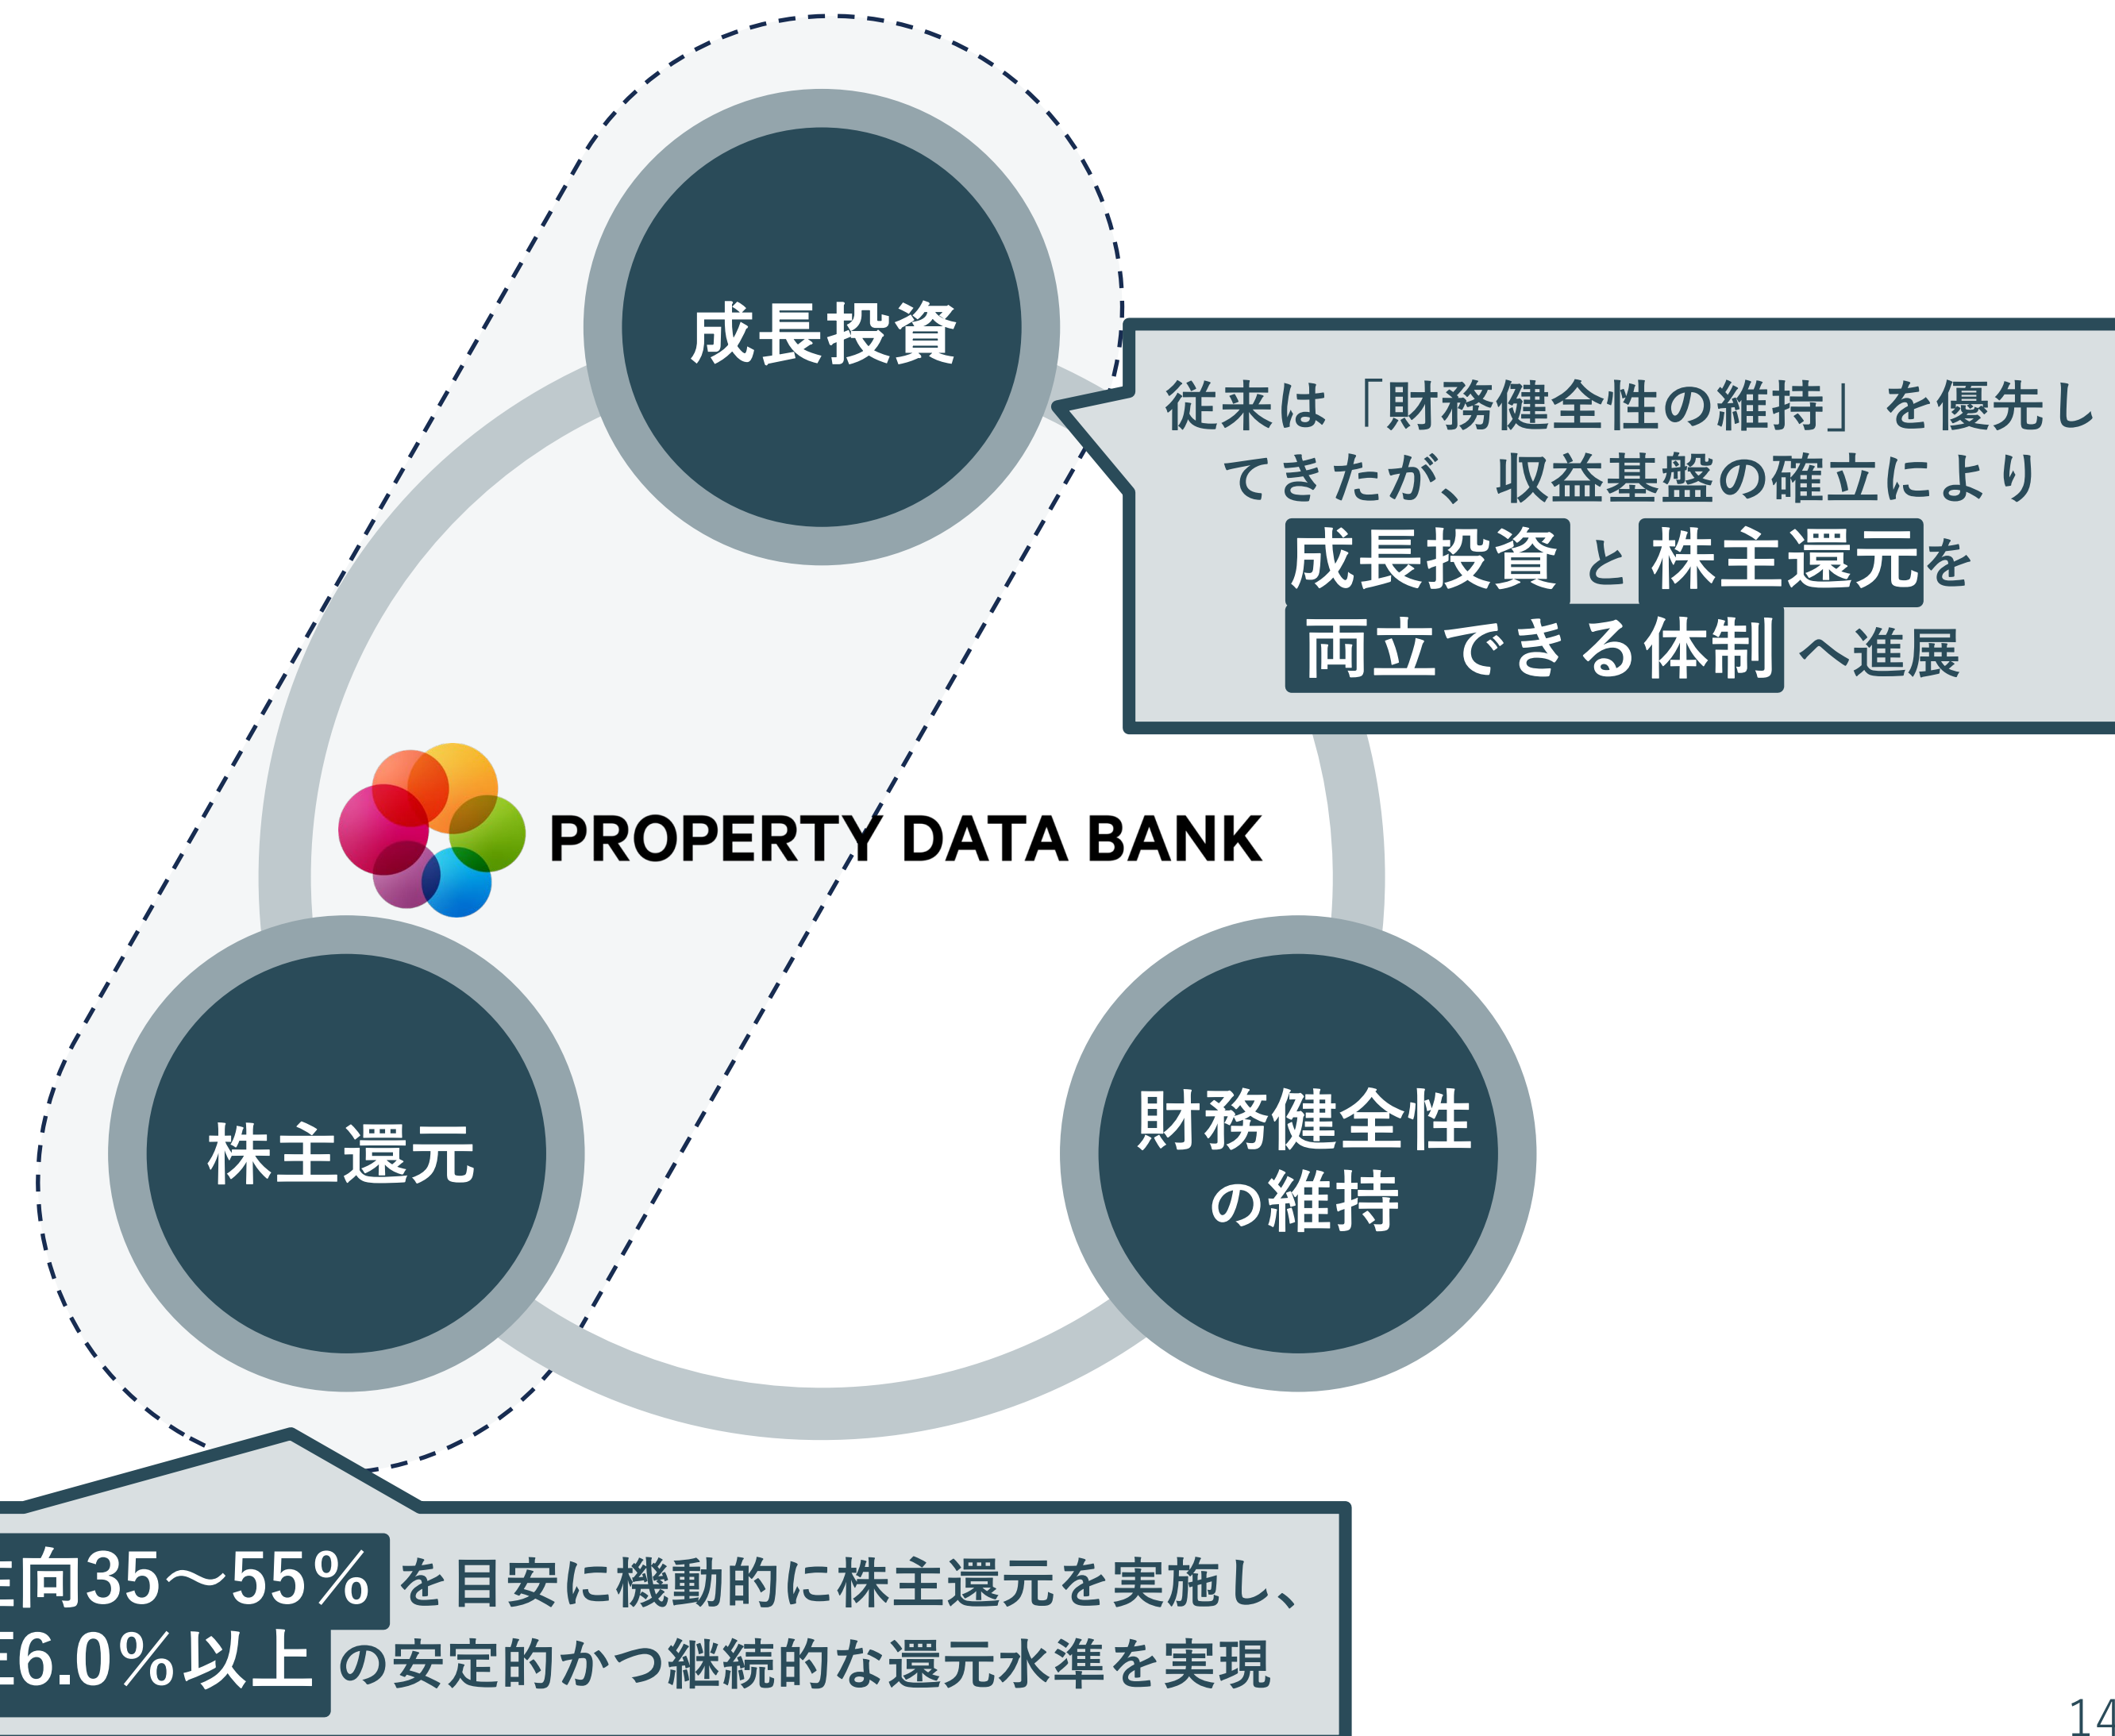 成長投資
従来は「財務健全性の維持」を優先し
てきたが、収益基盤の確立により
成長投資 と 株主還元 を
両立できる体制 へ進展
PROPERTY DATA BANK
株主還元
財務健全性
の維持
性向35～55% を目安に機動的に株主還元を実施、
6.0%以上 の安定的かつ継続的な還元水準を実現
14